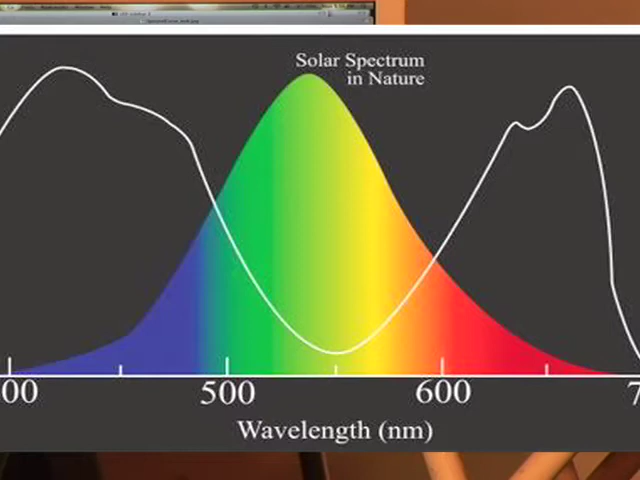 Solar Spectrum
in Nature
00 500 600 7
Wavelength (nm)